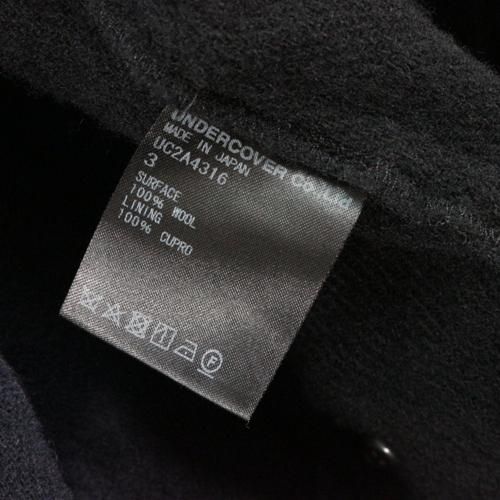 UNDERCOVER Co.Ltd
MADE IN JAPAN
UC2A4316
3
SURFACE
100% WOOL
LINING
100% CUPRO
F